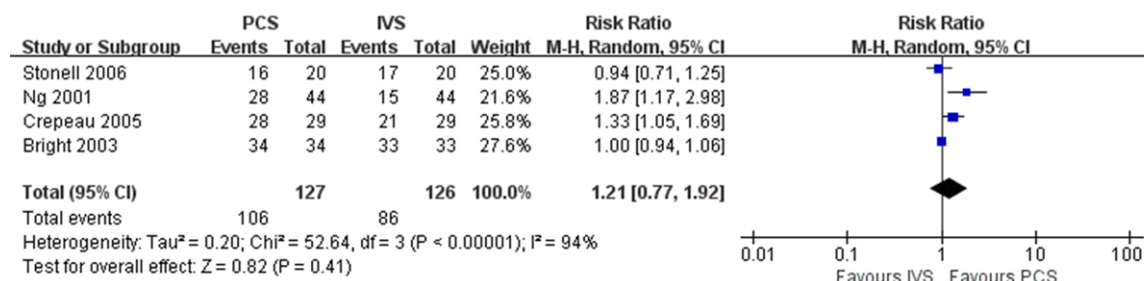 PCS IVS Risk Ratio Risk Ratio
Study or Subgroup Events Total Events Total Weight M-H, Random, 95% CI M-H, Random, 95% CI
Stonell 2006 16 20 17 20 25.0% 0.94 [0.71, 1.25]
Ng 2001 28 44 15 44 21.6% 1.87 [1.17, 2.98]
Crepeau 2005 28 29 21 29 25.8% 1.33 [1.05, 1.69]
Bright 2003 34 34 33 33 27.6% 1.00 [0.94, 1.06]
Total (95% CI) 127 126 100.0% 1.21 [0.77, 1.92]
Total events 106 86
Heterogeneity: Tau² = 0.20; Chi² = 52.64, df = 3 (P < 0.00001); I² = 94%
Test for overall effect: Z = 0.82 (P = 0.41)
0.01 0.1 1 10 100
Favours IVS Favours PCS